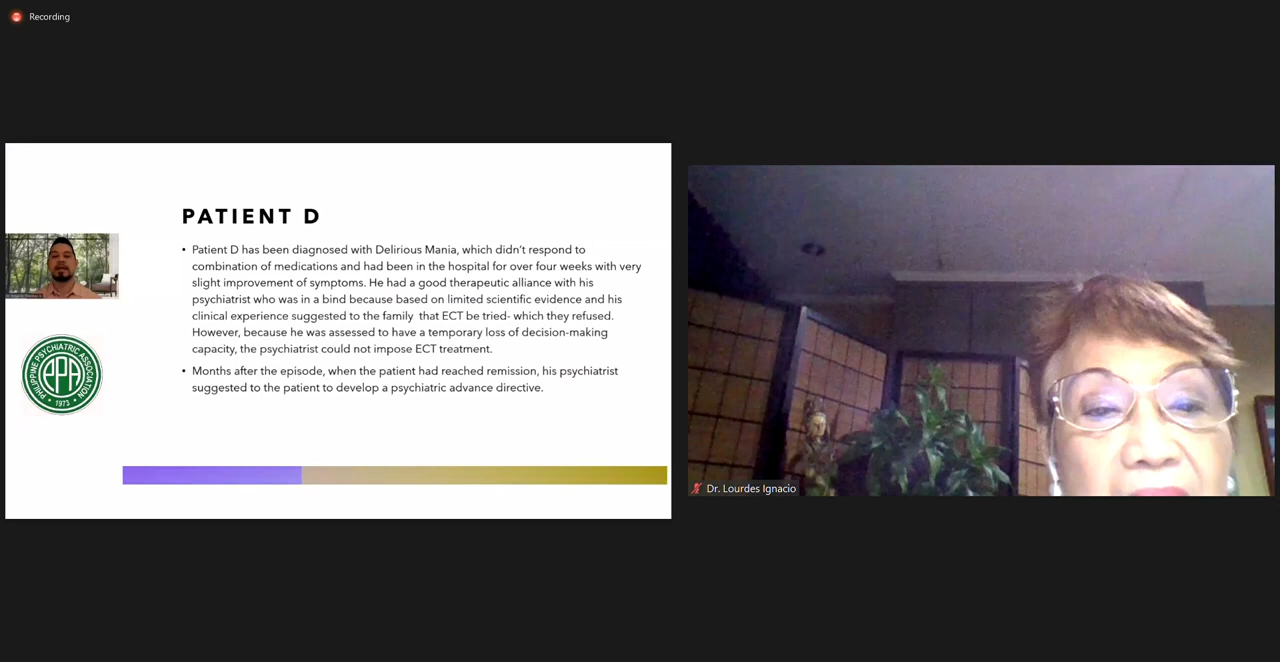 Recording
PATIENT D
• Patient D has been diagnosed with Delirious Mania, which didn't respond to
combination of medications and had been in the hospital for over four weeks with very
slight improvement of symptoms. He had a good therapeutic alliance with his
psychiatrist who was in a bind because based on limited scientific evidence and his
clinical experience suggested to the family that ECT be tried- which they refused.
However, because he was assessed to have a temporary loss of decision-making
capacity, the psychiatrist could not impose ECT treatment.
• Months after the episode, when the patient had reached remission, his psychiatrist
suggested to the patient to develop a psychiatric advance directive.
PHILIPPINE PSYCHIATRIC ASSOCIATION
PPA
• 1973 •
Dr. Lourdes Ignacio